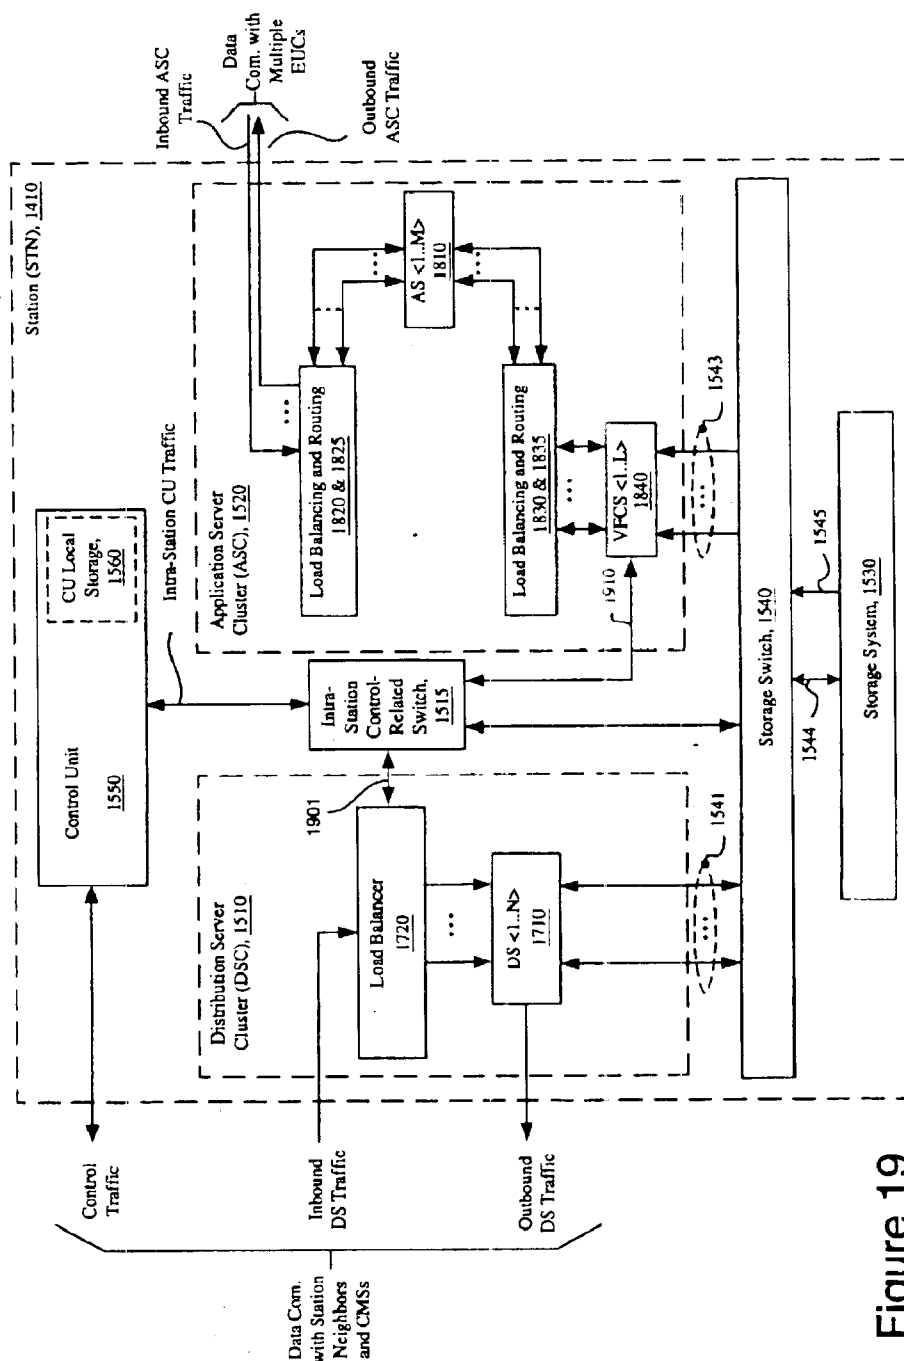 Station (STN), 1410
Control Unit
1550
CU Local
Storage,
1560
Control
Traffic
Intra-Station CU Traffic
Data Com.
with Station
Neighbors
and CMSs
Inbound
DS Traffic
Outbound
DS Traffic
Distribution Server
Cluster (DSC), 1510
Load Balancer
1720
...
DS <1..N>
1710
1901
Intra-
Station
Control-
Related
Switch,
1515
Application Server
Cluster (ASC), 1520
Load Balancing and Routing
1820 & 1825
...
AS <1..M>
1810
...
...
Load Balancing and Routing
1830 & 1835
...
VFCS <1..L>
1840
1910
Inbound ASC
Traffic
Data
Com. with
Multiple
EUCs
Outbound
ASC Traffic
...
1541
...
1543
Storage Switch, 1540
1544
1545
Storage System, 1530
Figure 19